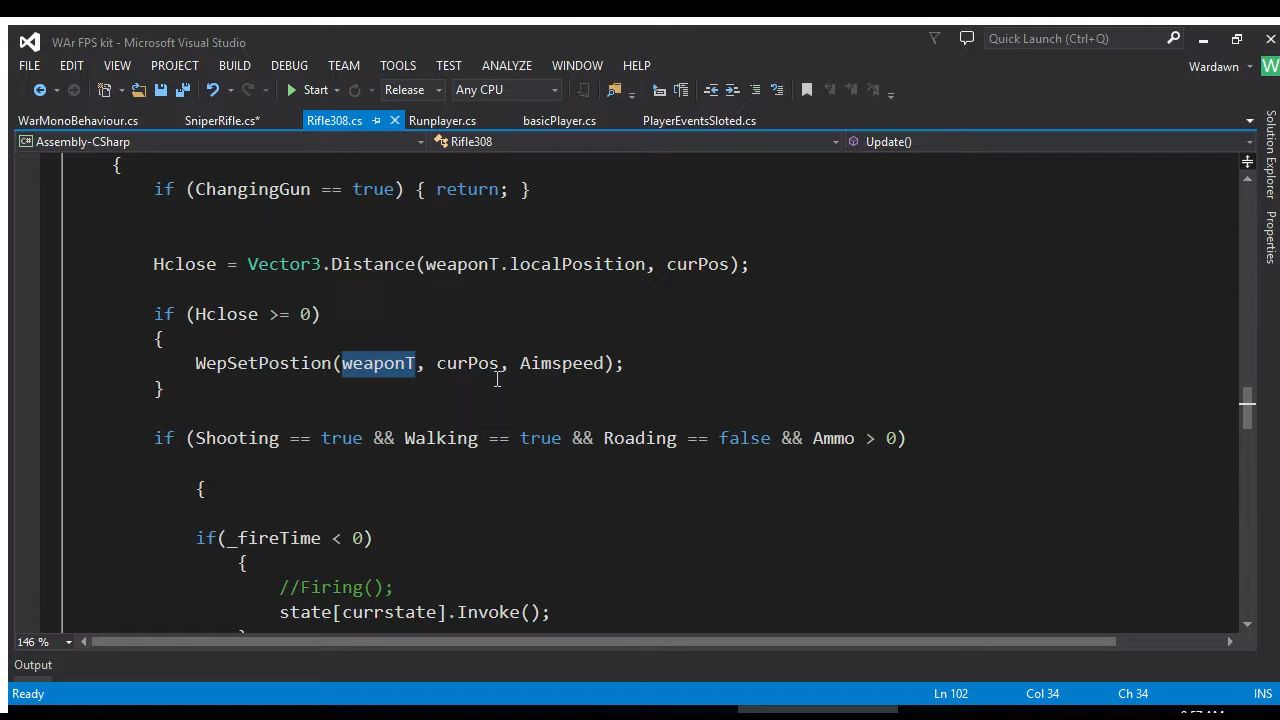 WAr FPS kit - Microsoft Visual Studio
Quick Launch (Ctrl+Q)
FILE EDIT VIEW PROJECT BUILD DEBUG TEAM TOOLS TEST ANALYZE WINDOW HELP
Wardawn W
Start Release Any CPU
WarMonoBehaviour.cs SniperRifle.cs* Rifle308.cs Runplayer.cs basicPlayer.cs PlayerEventsSloted.cs
C# Assembly-CSharp Rifle308 Update()
{
if (ChangingGun == true) { return; }
Hclose = Vector3.Distance(weaponT.localPosition, curPos);
if (Hclose >= 0)
{
WepSetPostion(weaponT, curPos, Aimspeed);
}
if (Shooting == true && Walking == true && Roading == false && Ammo > 0)
{
if(_fireTime < 0)
{
//Firing();
state[currstate].Invoke();
146 %
Solution Explorer
Properties
Output
Ready Ln 102 Col 34 Ch 34 INS